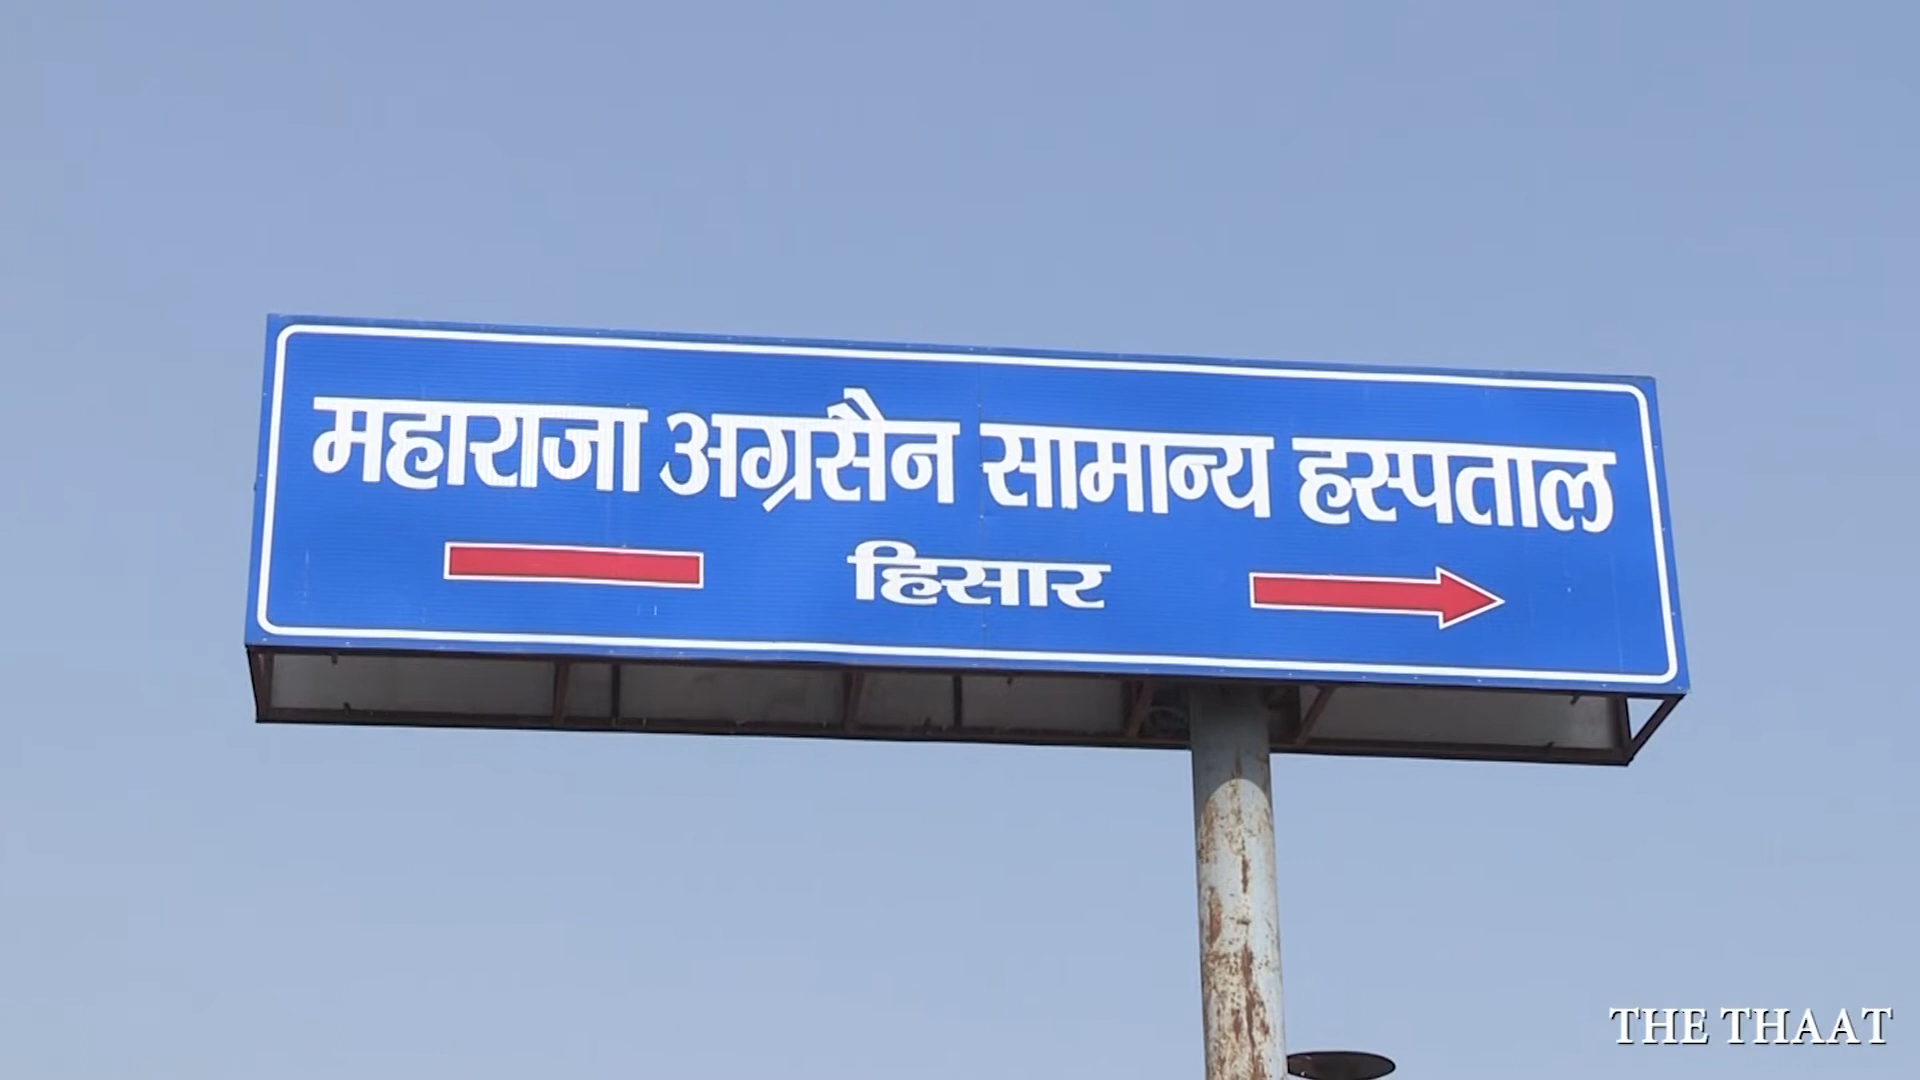 महाराजा अग्रसैन सामान्य हस्पताल
हिसार
THE THAAT